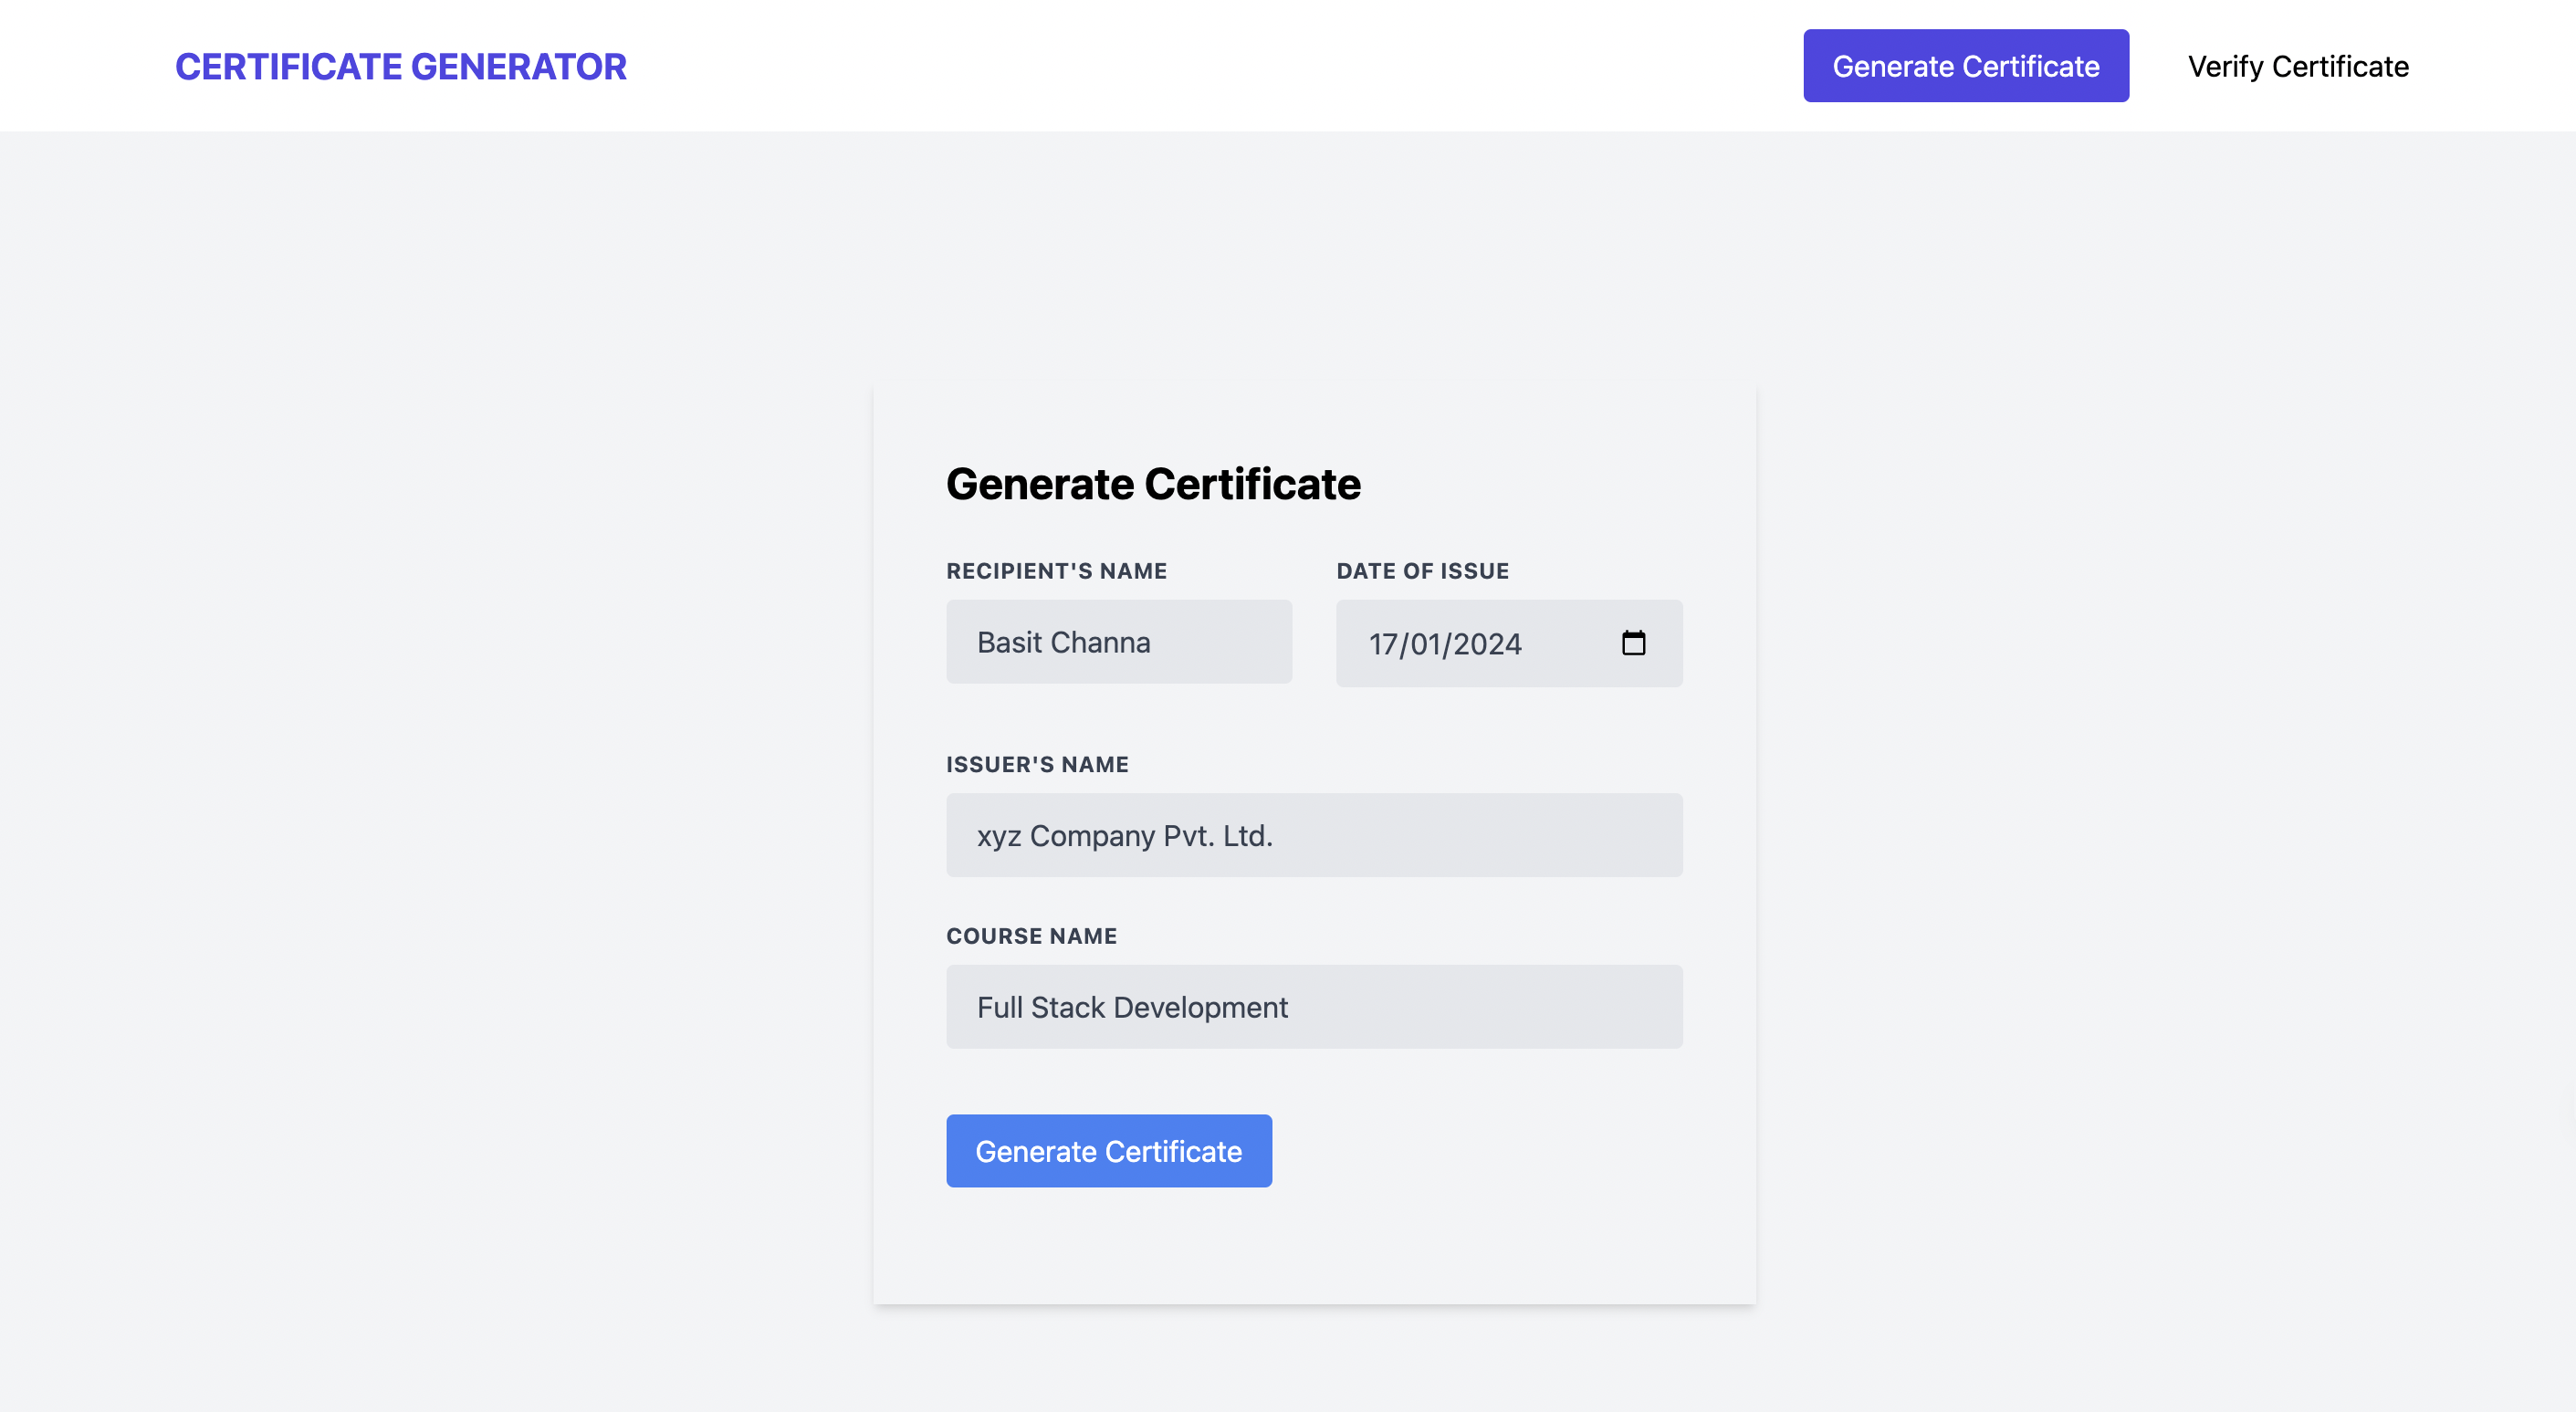 CERTIFICATE GENERATOR
Generate Certificate
Verify Certificate
Generate Certificate
RECIPIENT'S NAME
DATE OF ISSUE
Basit Channa
17/01/2024
ISSUER'S NAME
xyz Company Pvt. Ltd.
COURSE NAME
Full Stack Development
Generate Certificate